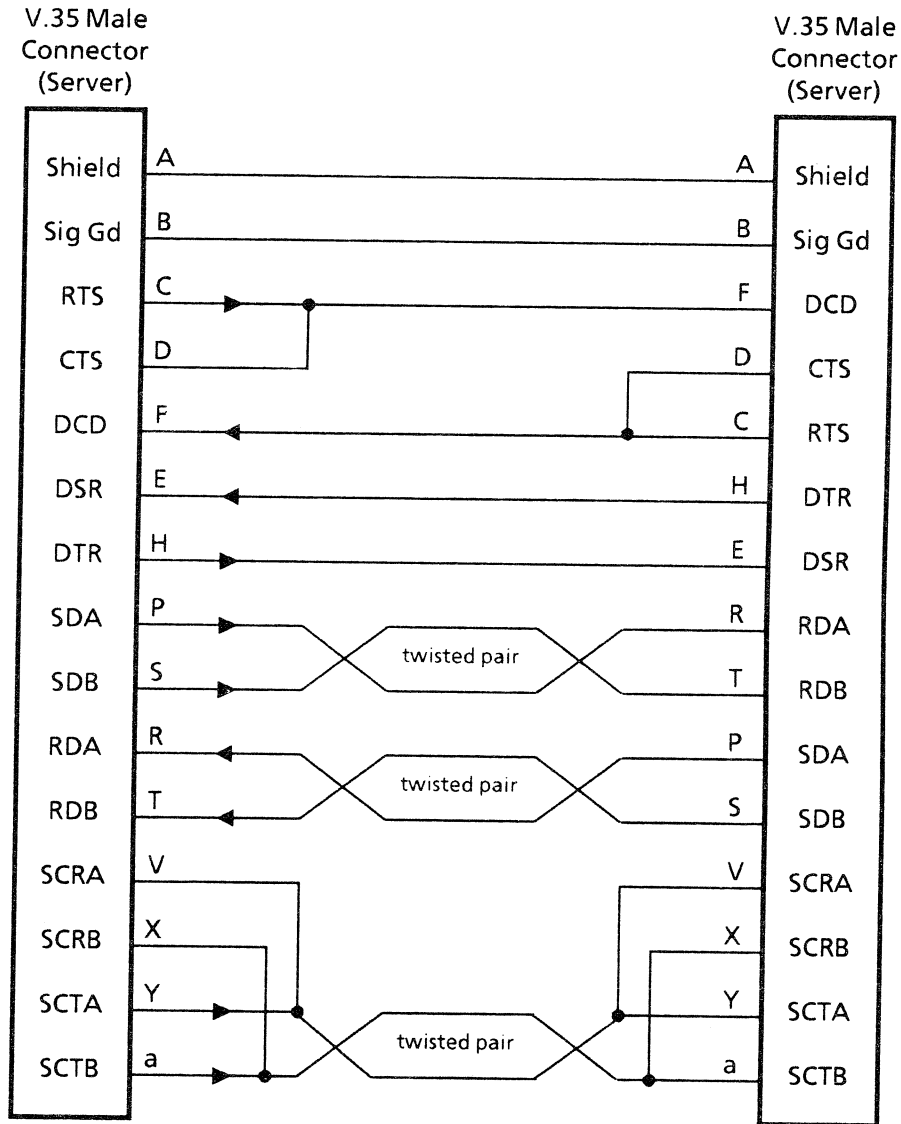 V.35 Male
Connector
(Server)
V.35 Male
Connector
(Server)
Shield A A Shield
Sig Gd B B Sig Gd
RTS C F DCD
CTS D D CTS
DCD F C RTS
DSR E H DTR
DTR H E DSR
SDA P R RDA
twisted pair
SDB S T RDB
RDA R P SDA
twisted pair
RDB T S SDB
SCRA V V SCRA
SCRB X X SCRB
SCTA Y Y SCTA
twisted pair
SCTB a a SCTB